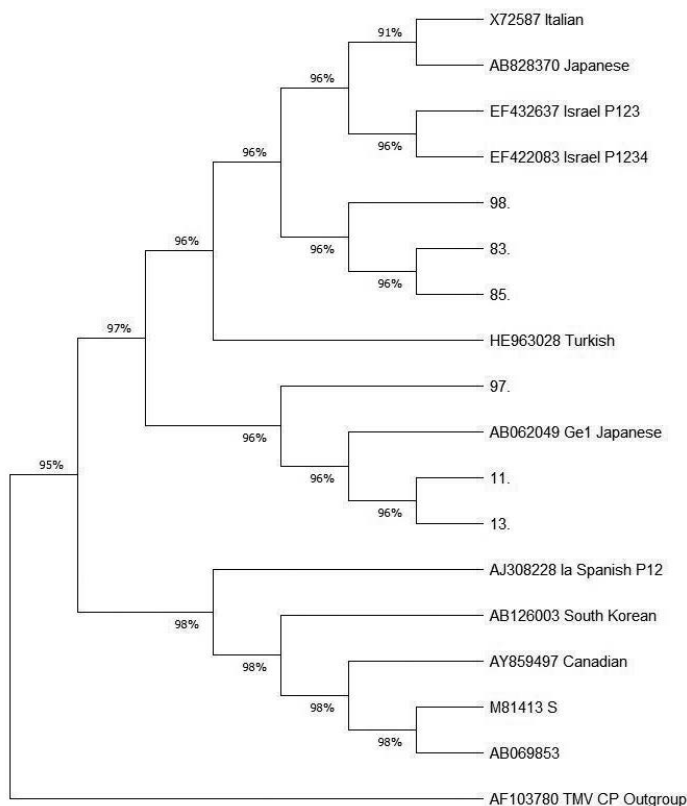 X72587 Italian
91%
AB828370 Japanese
96%
EF432637 Israel P123
96%
EF422083 Israel P1234
96%
98.
96%
83.
96%
85.
96%
HE963028 Turkish
97%
97.
96%
AB062049 Ge1 Japanese
96%
11.
96%
13.
95%
AJ308228 Ia Spanish P12
98%
AB126003 South Korean
98%
AY859497 Canadian
98%
M81413 S
98%
AB069853
AF103780 TMV CP Outgroup